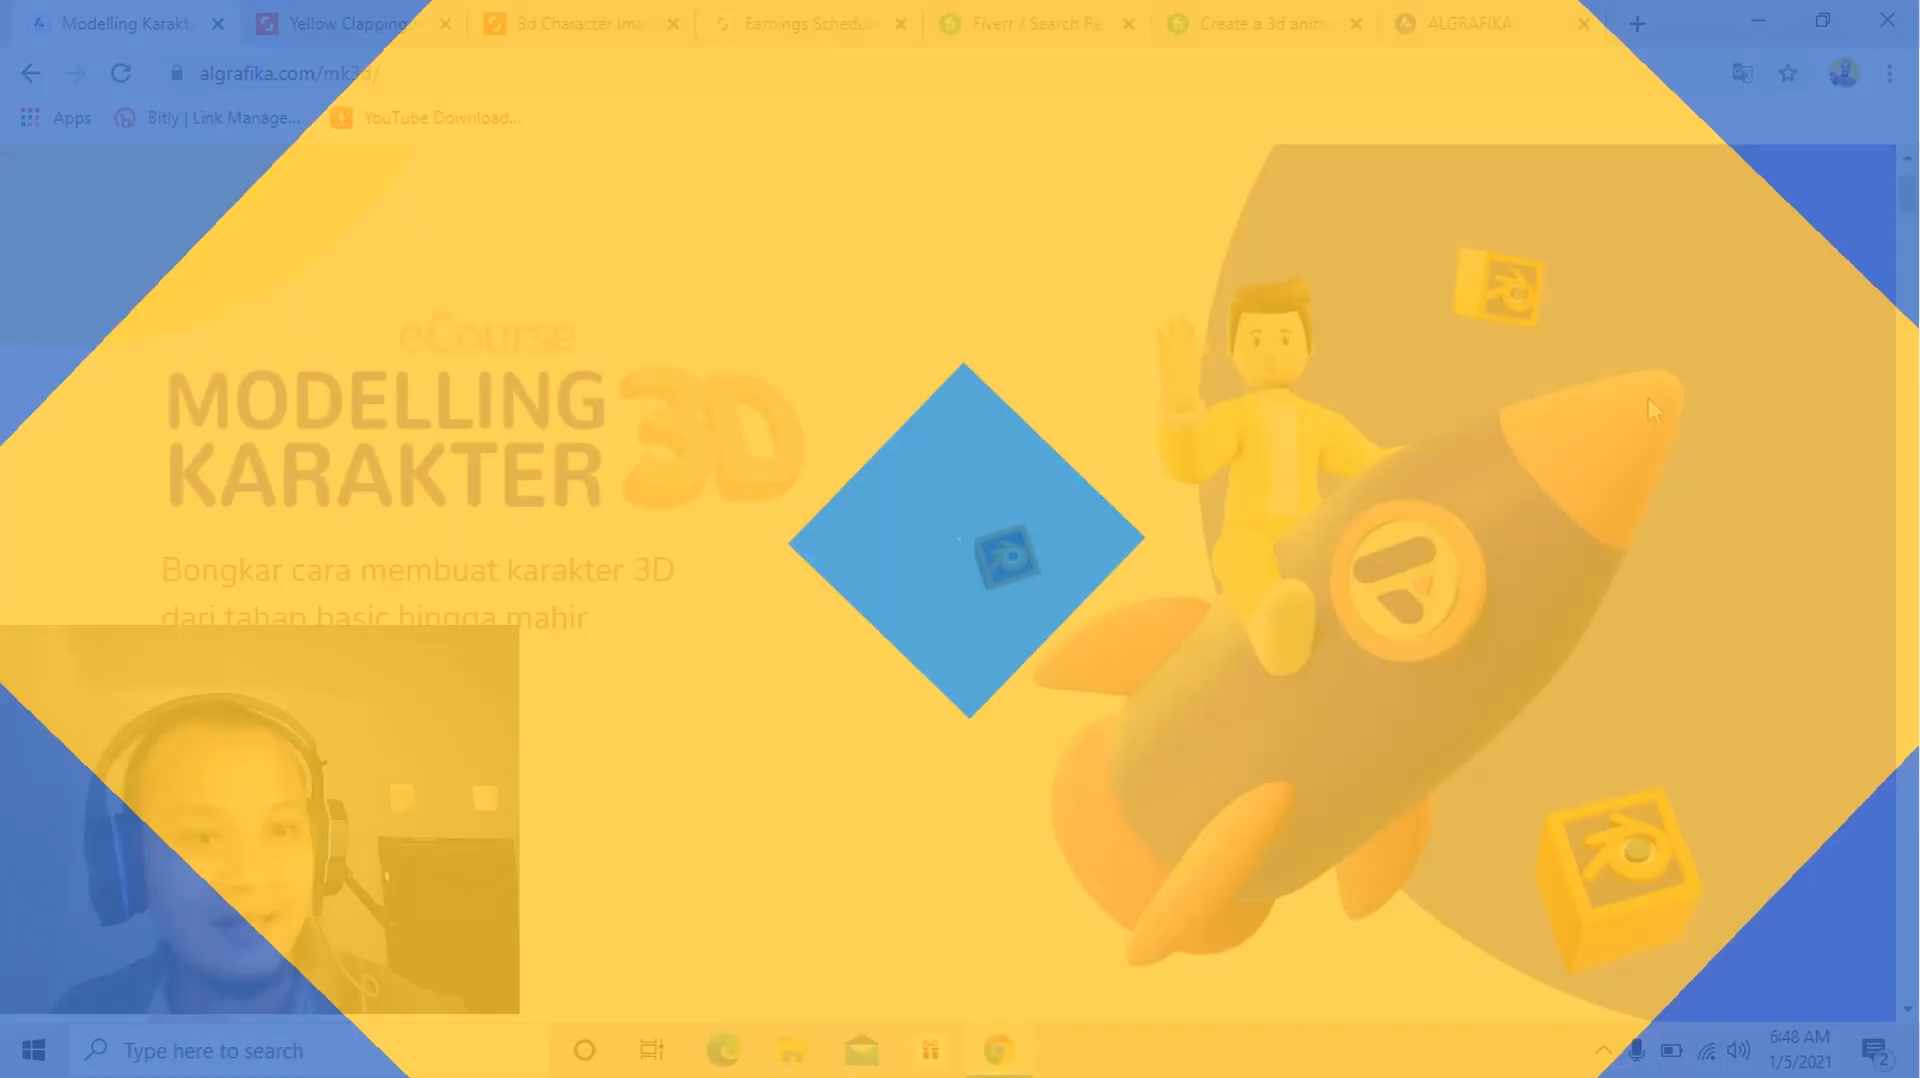 Modelling Karakt
Yellow Clapping
3d Character Ima
Earnings Schedul
Fiverr / Search Re
Create a 3d anim
ALGRAFIKA
algrafika.com/mk3d/
Apps
Bitly | Link Manage...
YouTube Download...
eCourse
MODELLING
KARAKTER 3D
Bongkar cara membuat karakter 3D
dari tahap basic hingga mahir
Type here to search
6:48 AM
1/5/2021
2